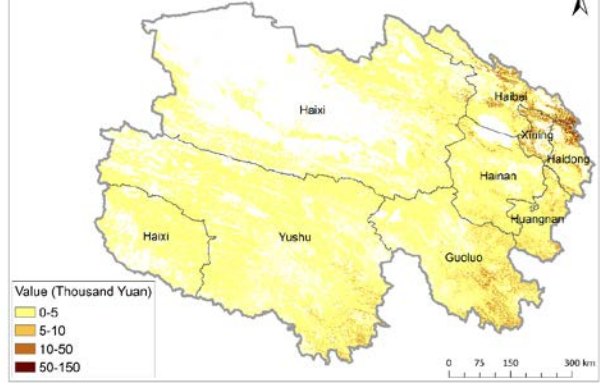 Haixi
Haibei
Xining
Haidong
Hainan
Huangnan
Haixi
Yushu
Guoluo
Value (Thousand Yuan)
0-5
5-10
10-50
50-150
0 75 150 300 km